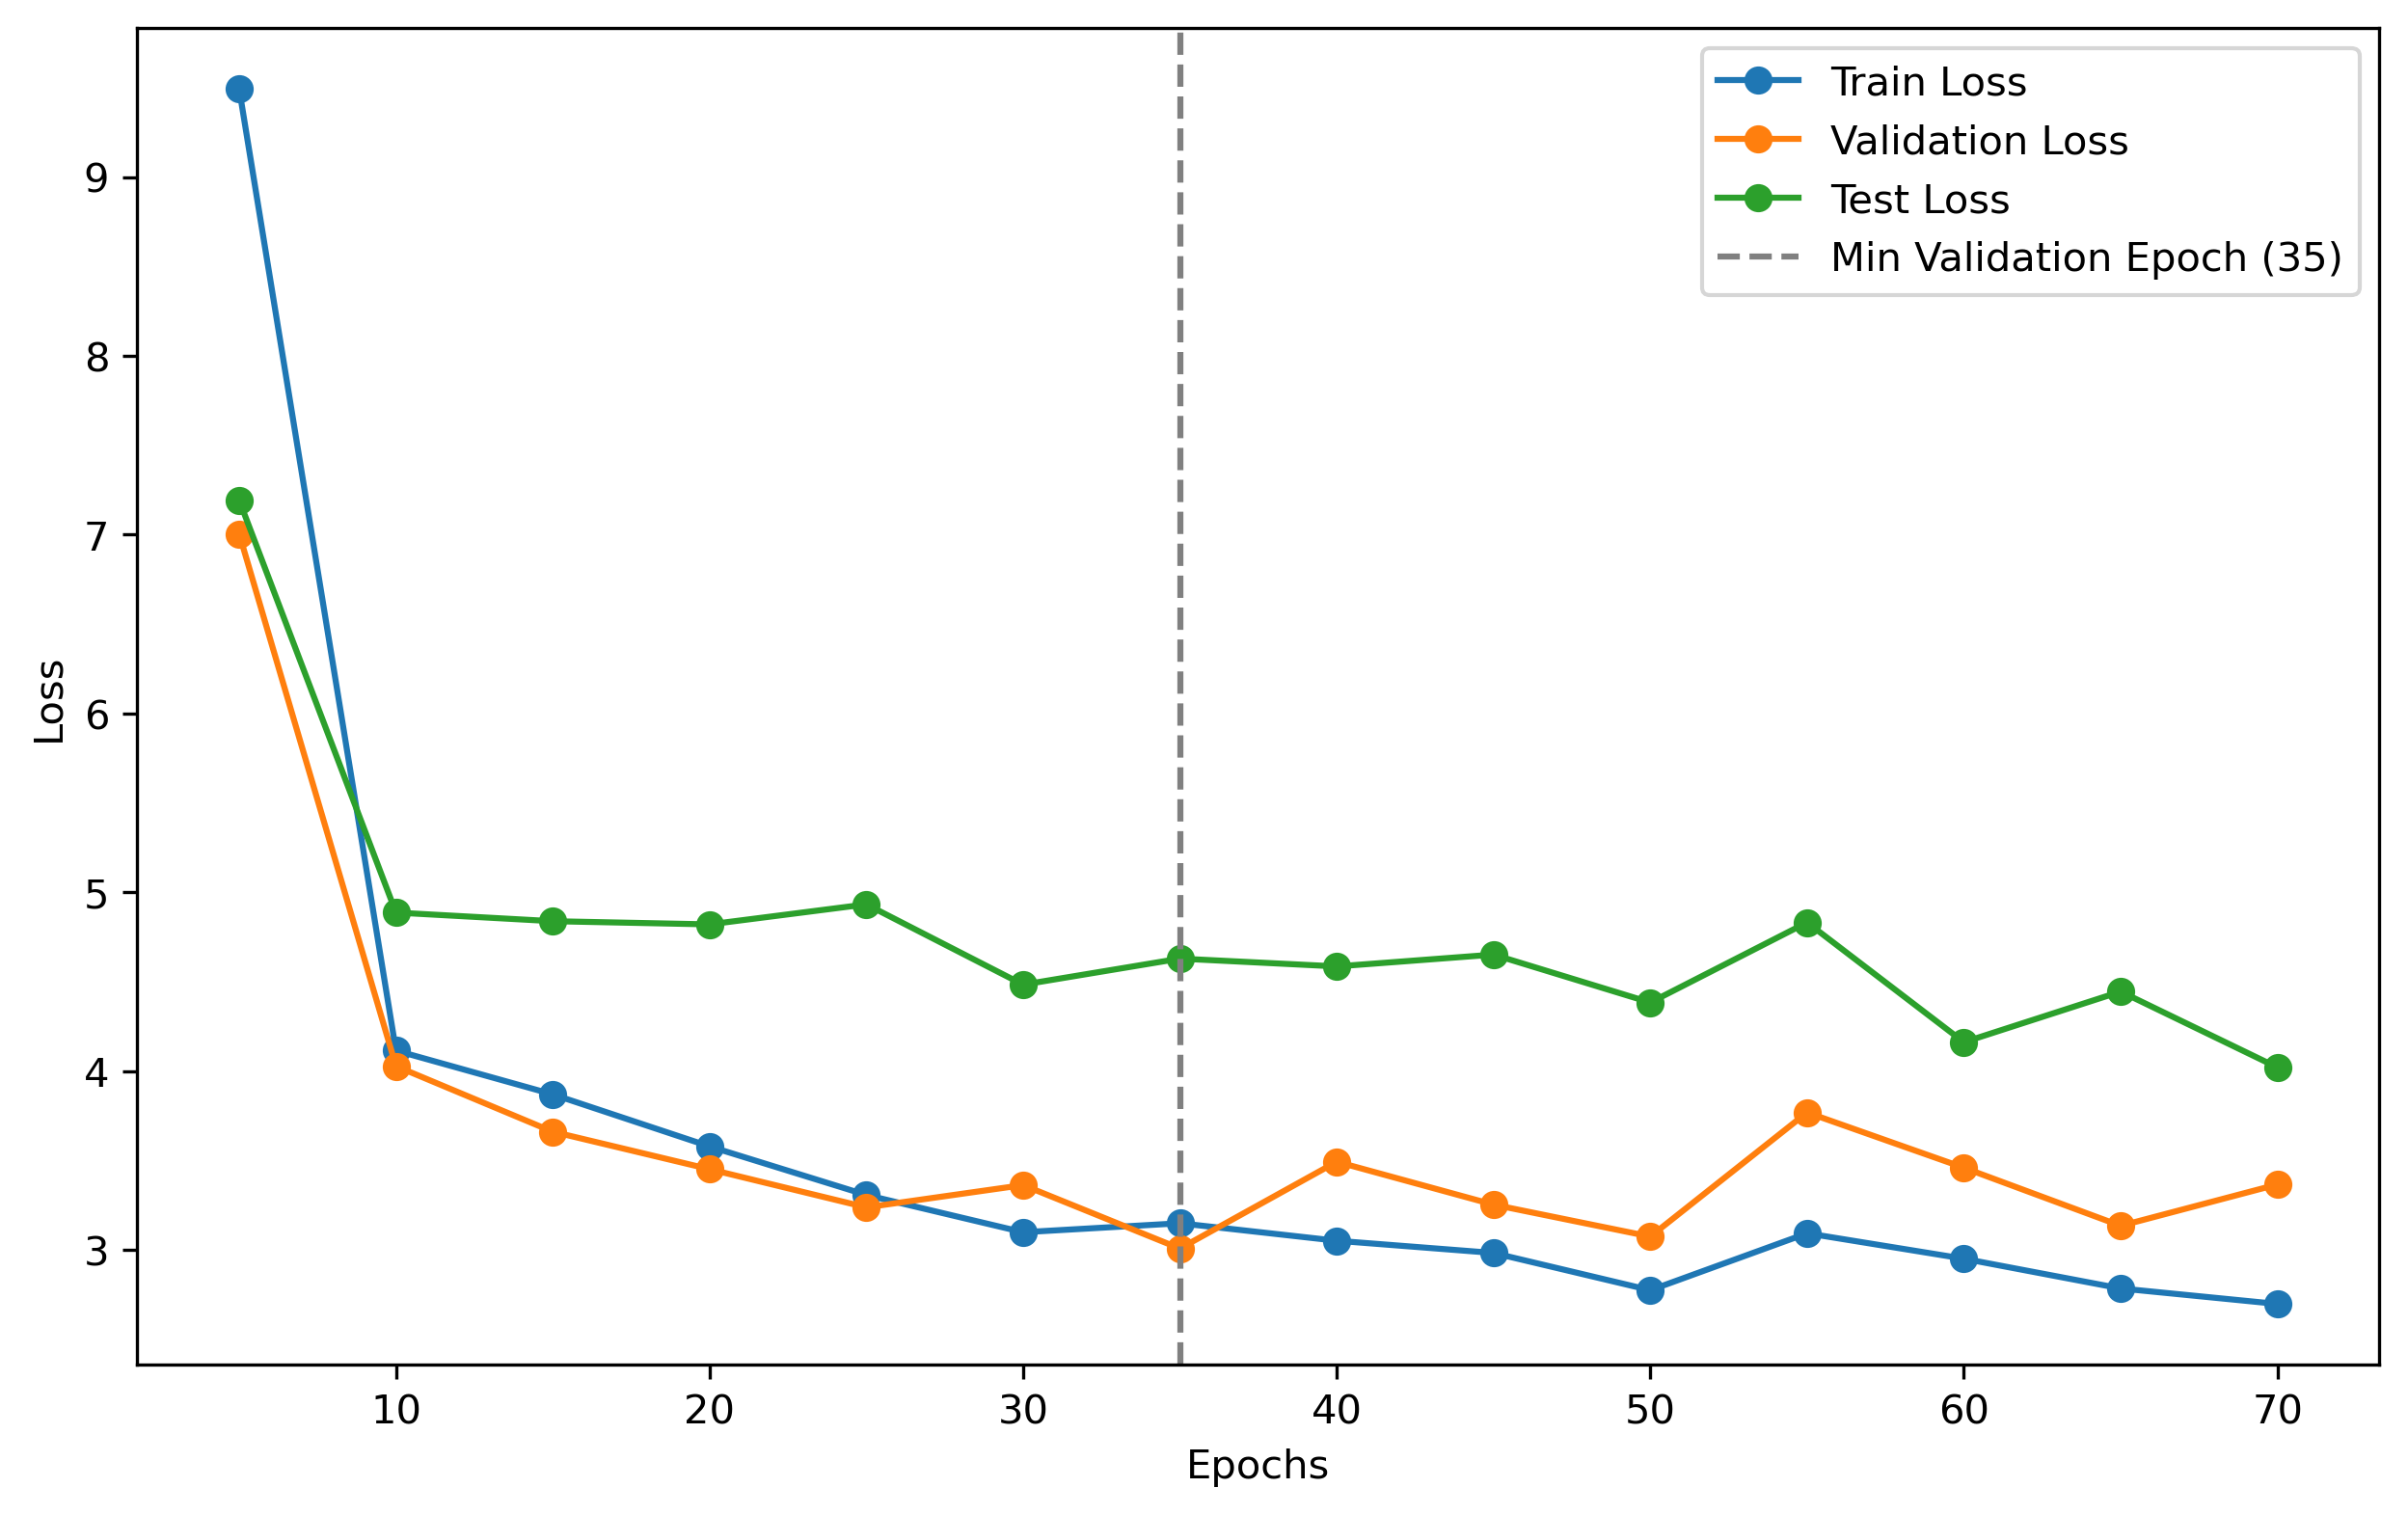 Train Loss
Validation Loss
Test Loss
Min Validation Epoch (35)
9
8
7
6
5
4
3
Loss
10 20 30 40 50 60 70
Epochs